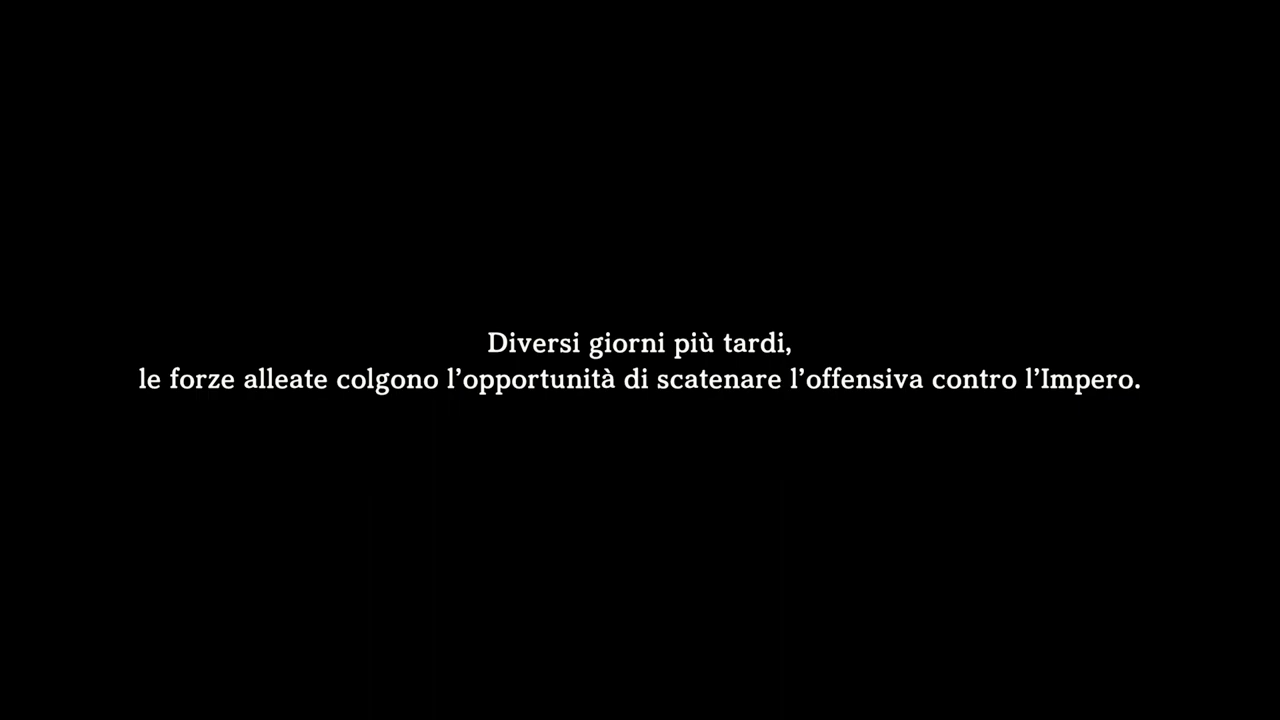 Diversi giorni più tardi,
le forze alleate colgono l’opportunità di scatenare l’offensiva contro l’Impero.